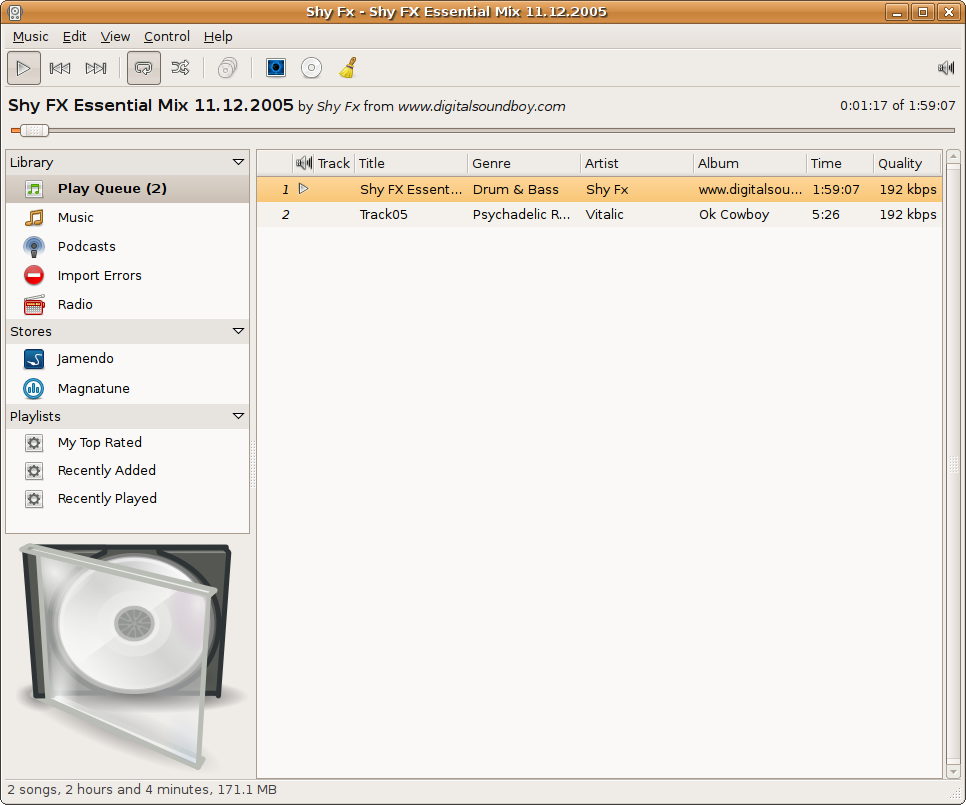 Shy Fx - Shy FX Essential Mix 11.12.2005
Music Edit View Control Help
Shy FX Essential Mix 11.12.2005 by Shy Fx from www.digitalsoundboy.com 0:01:17 of 1:59:07
Library
Play Queue (2)
Music
Podcasts
Import Errors
Radio
Stores
Jamendo
Magnatune
Playlists
My Top Rated
Recently Added
Recently Played
Track Title Genre Artist Album Time Quality
1 Shy FX Essent... Drum & Bass Shy Fx www.digitalsou... 1:59:07 192 kbps
2 Track05 Psychadelic R... Vitalic Ok Cowboy 5:26 192 kbps
2 songs, 2 hours and 4 minutes, 171.1 MB